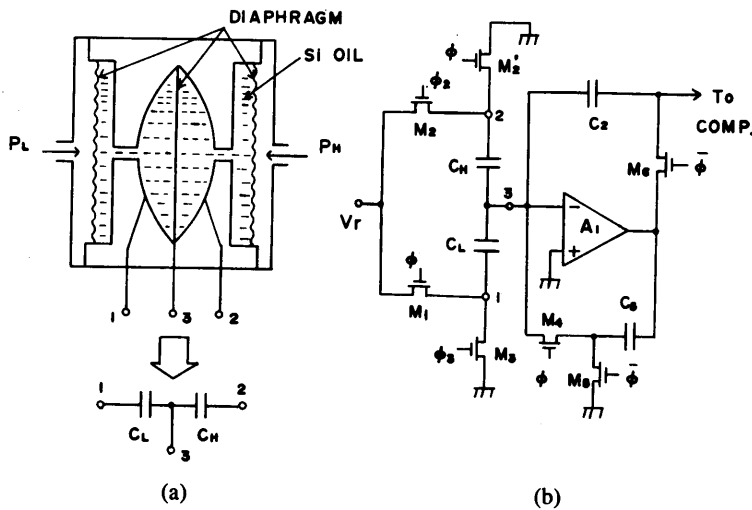 DIAPHRAGM
SI OIL
PL
PH
1
3
2
1
2
CL
CH
3
(a)
φ
M2'
φ2
M2
2
C2
To
COMP.
CH
M6
φ̄
3
Vr
A1
−
+
CL
φ
M1
1
M4
C5
φ3
M3
φ
M5
φ̄
(b)